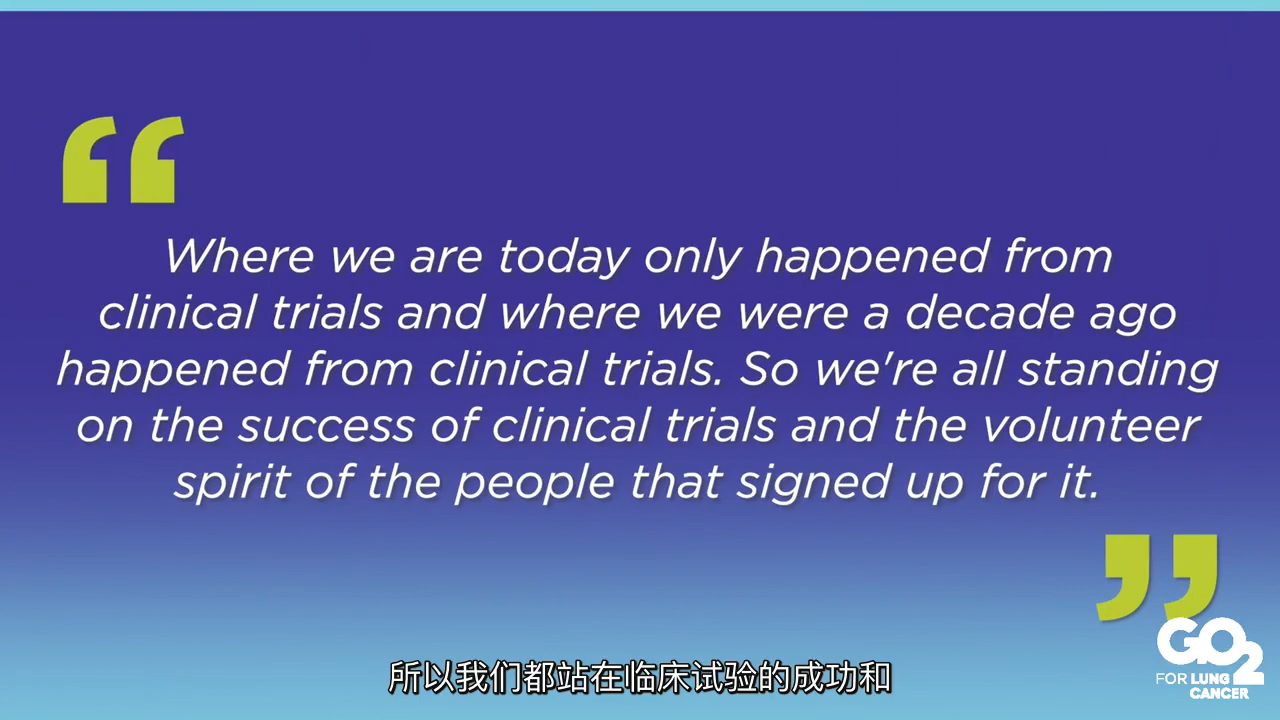 “
Where we are today only happened from
clinical trials and where we were a decade ago
happened from clinical trials. So we're all standing
on the success of clinical trials and the volunteer
spirit of the people that signed up for it.
”
GO2
FOR LUNG
CANCER
所以我们都站在临床试验的成功和